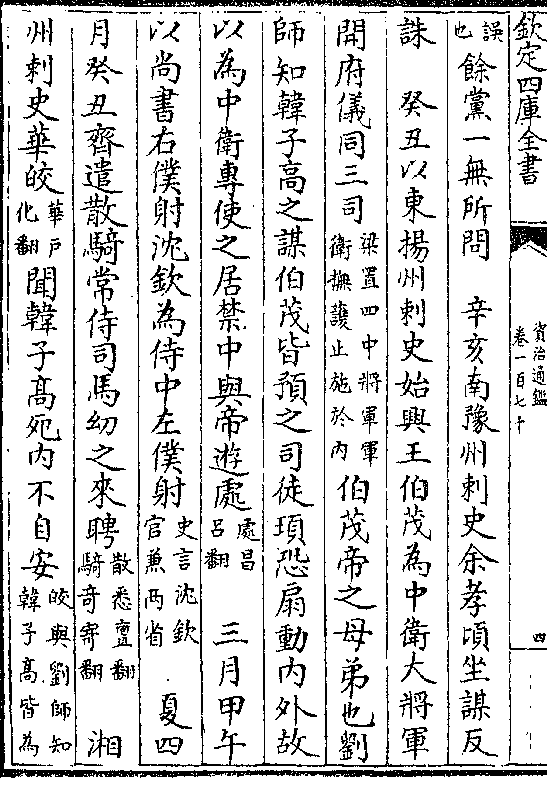 欽定四庫全書
資治通鑑
卷一百七十
四
誤也餘黨一無所問　辛亥南豫州刺史余孝頃坐謀反
誅　癸丑以東揚州刺史始興王伯茂為中衛大將軍
開府儀同三司梁置四中將軍軍衛撫護止施於內伯茂帝之母弟也劉
師知韓子高之謀伯茂皆預之司徒頊恐扇動內外故
以為中衛專使之居禁中與帝遊處處昌呂翻　三月甲午
以尚書右僕射沈欽為侍中左僕射史言沈欽官兼兩省　夏四
月癸丑齊遣散騎常侍司馬幼之來聘散悉亶翻騎奇寄翻　湘
州刺史華皎華戶化翻聞韓子高死內不自安皎與劉師知韓子高皆為